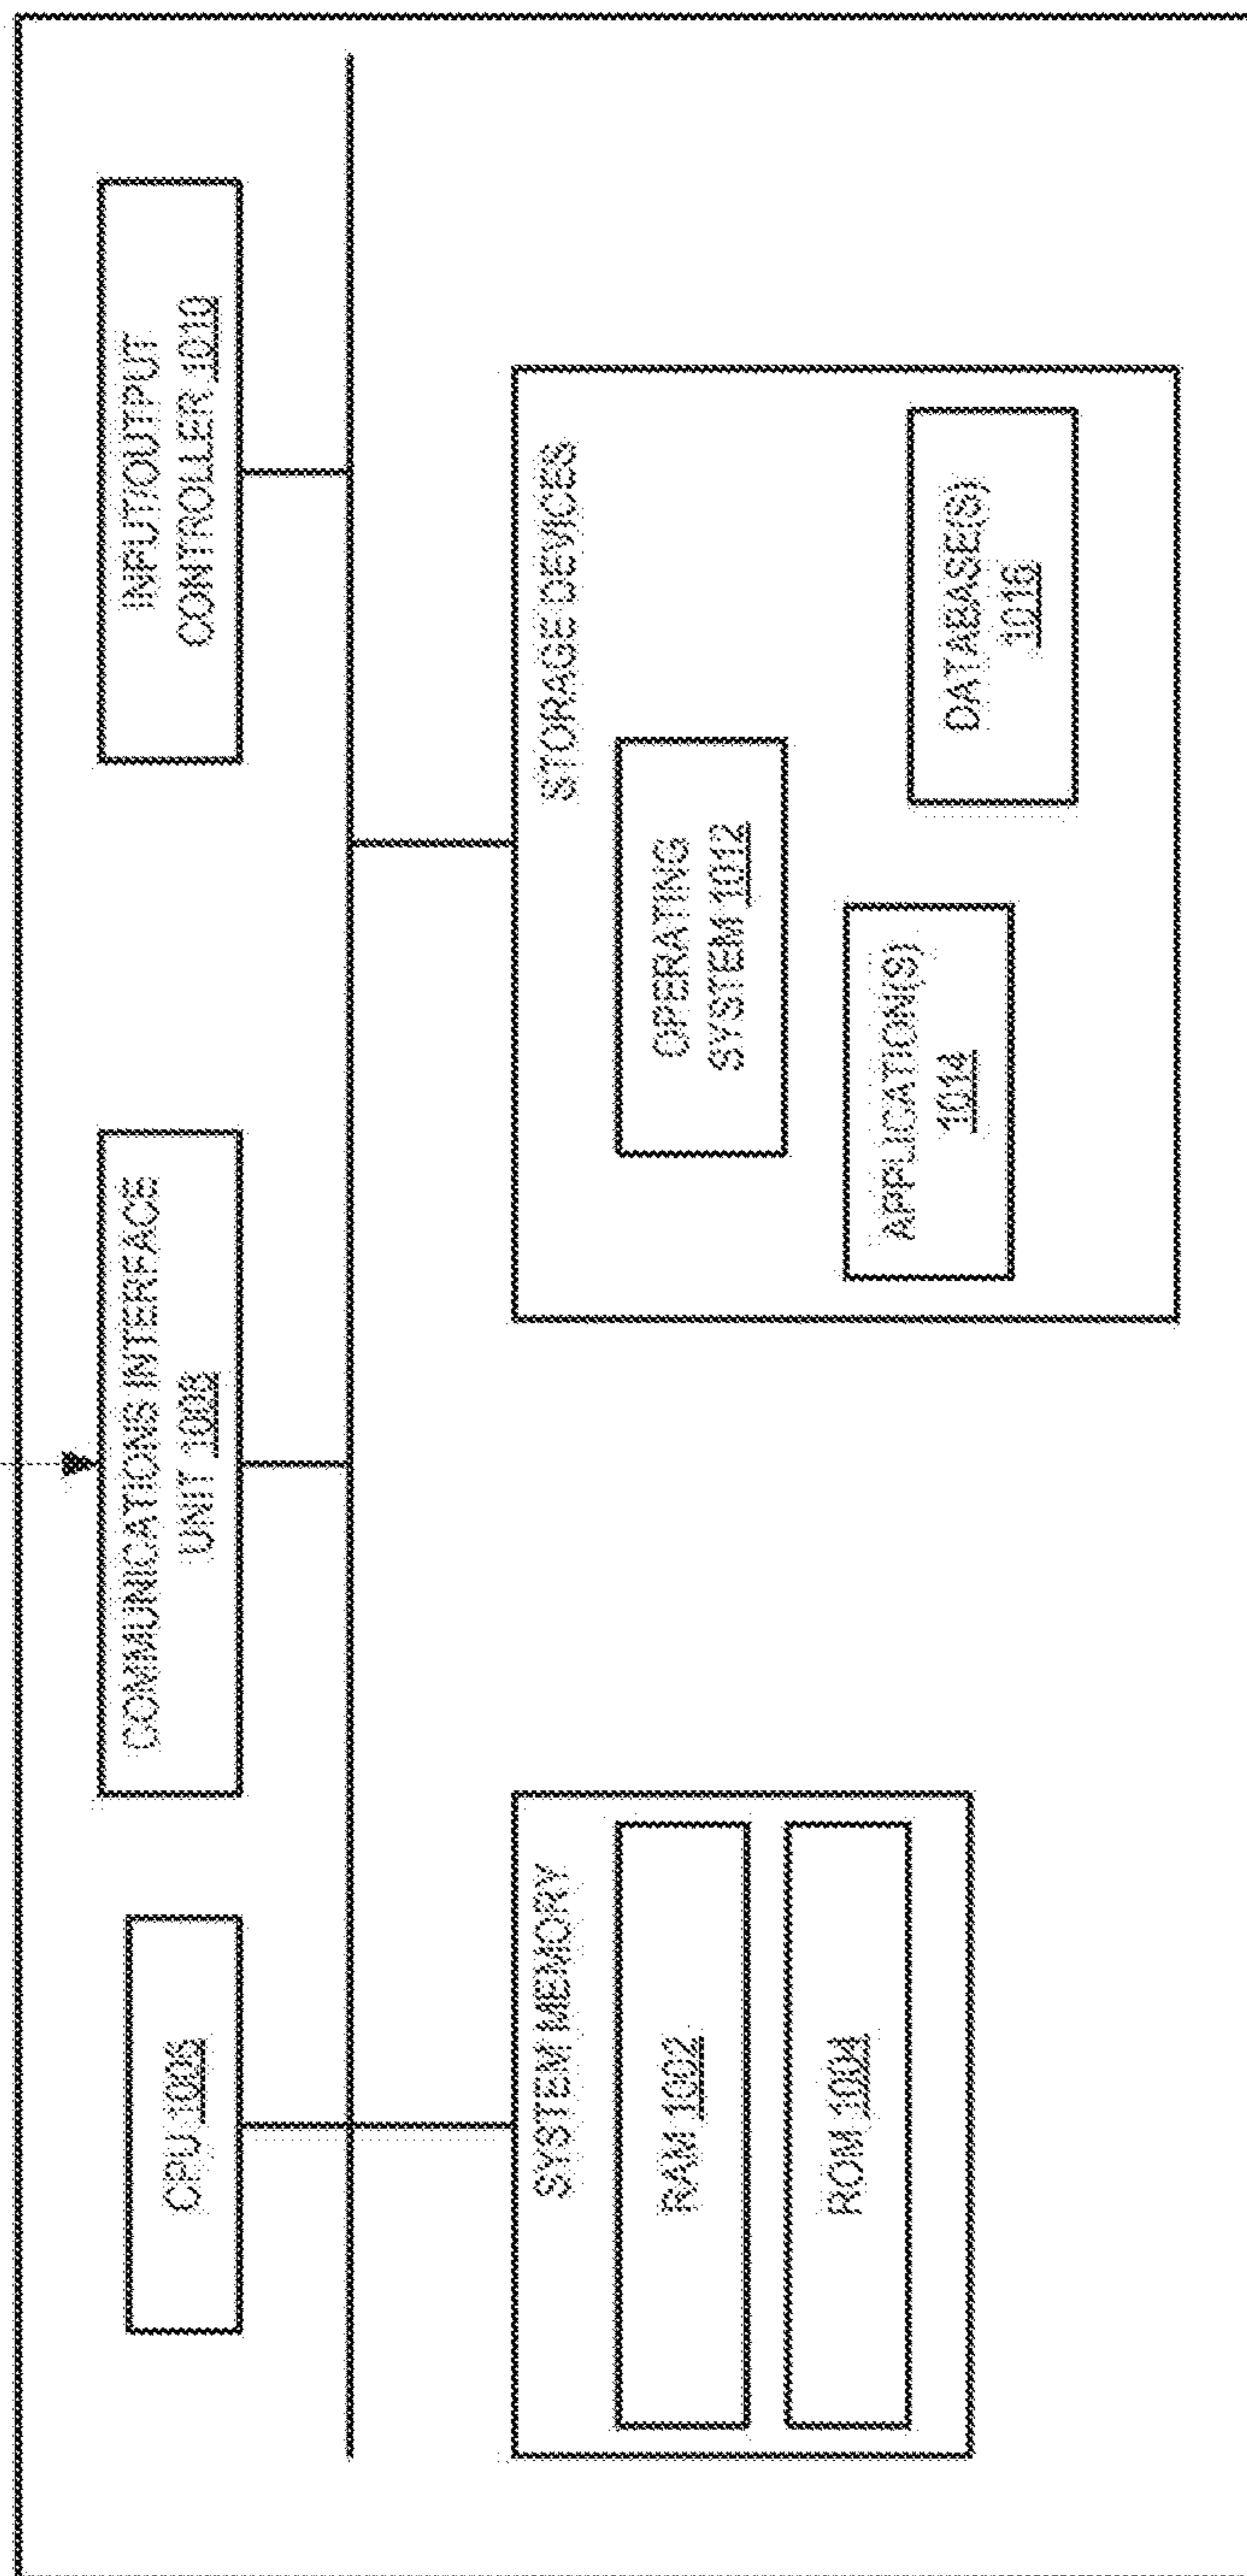 CPU 1006
COMMUNICATIONS INTERFACE
UNIT 1008
INPUT/OUTPUT
CONTROLLER 1010
SYSTEM MEMORY
RAM 1002
ROM 1004
STORAGE DEVICES
OPERATING
SYSTEM 1012
APPLICATION(S)
1014
DATABASE(S)
1016